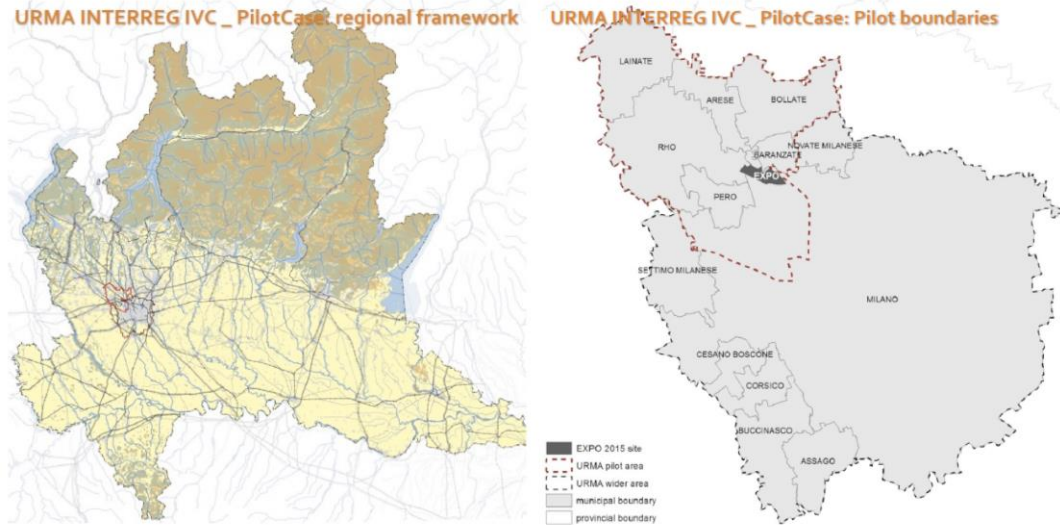 URMA INTERREG IVC _ PilotCase: regional framework
URMA INTERREG IVC _ PilotCase: Pilot boundaries
LAINATE
ARESE
BOLLATE
RHO
NOVATE MILANESE
BARANZATE
EXPO
PERO
SETTIMO MILANESE
MILANO
CESANO BOSCONE
CORSICO
BUCCINASCO
ASSAGO
EXPO 2015 site
URMA pilot area
URMA wider area
municipal boundary
provincial boundary